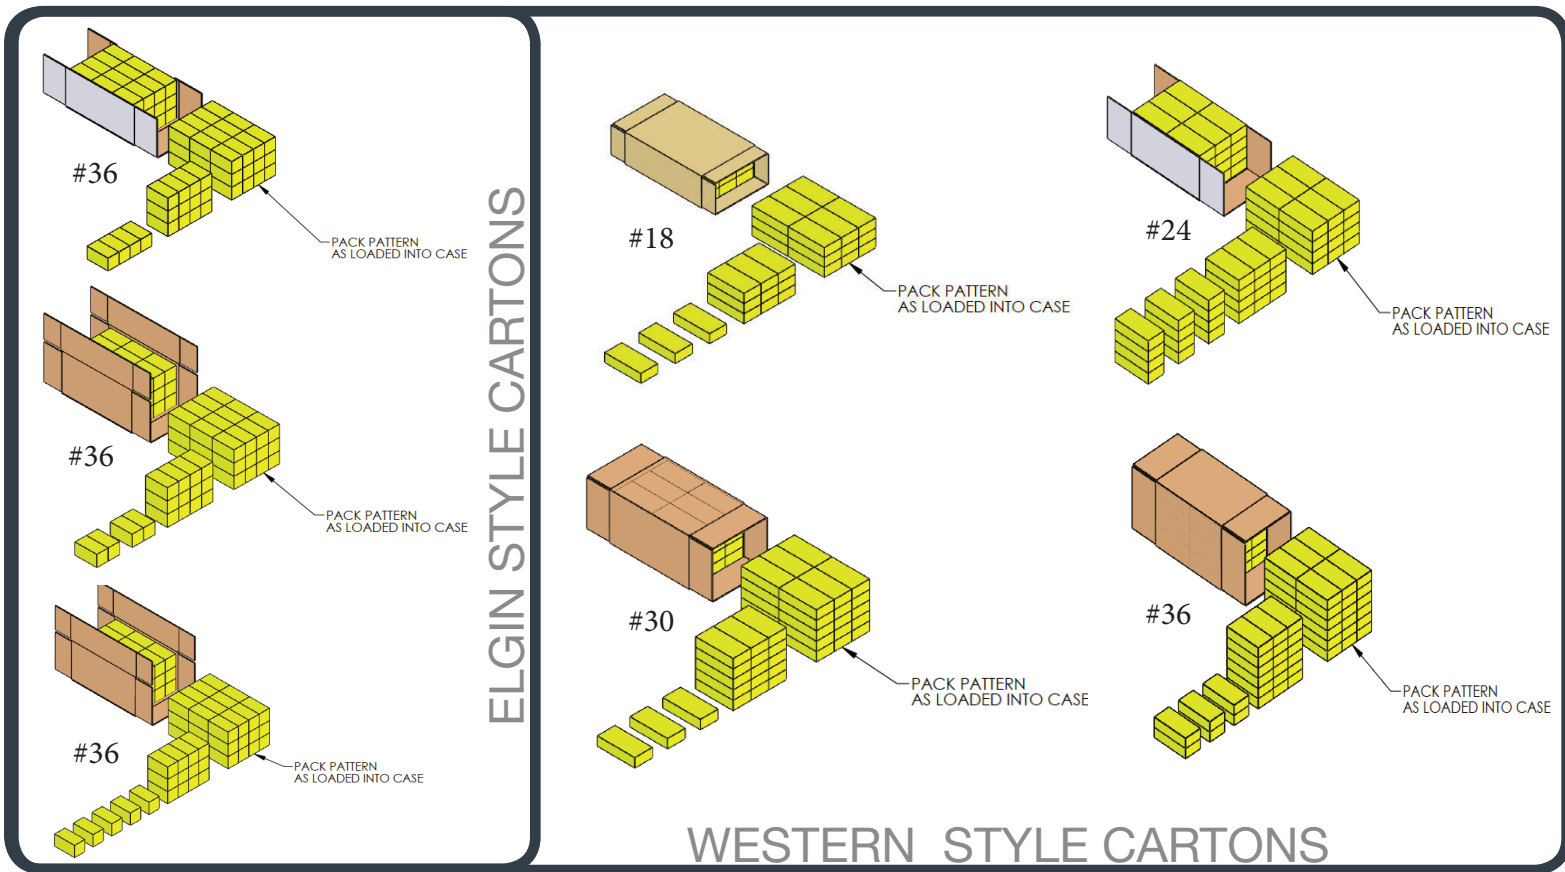 #36
PACK PATTERN
AS LOADED INTO CASE
#36
PACK PATTERN
AS LOADED INTO CASE
#36
PACK PATTERN
AS LOADED INTO CASE
ELGIN STYLE CARTONS
#18
PACK PATTERN
AS LOADED INTO CASE
#24
PACK PATTERN
AS LOADED INTO CASE
#30
PACK PATTERN
AS LOADED INTO CASE
#36
PACK PATTERN
AS LOADED INTO CASE
WESTERN STYLE CARTONS